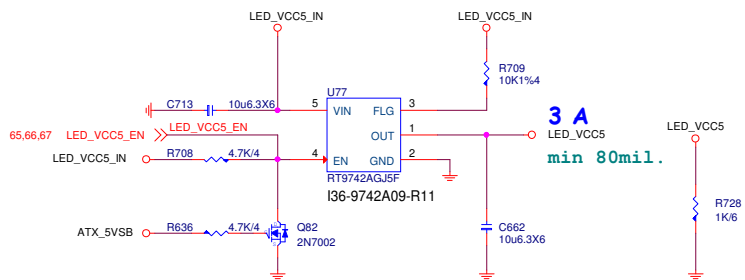 LED_VCC5_IN
LED_VCC5_IN
R709
10K1%4
U77
C713 10u6.3X6
5 VIN FLG 3
3 A
65,66,67 LED_VCC5_EN LED_VCC5_EN
OUT 1
LED_VCC5
LED_VCC5
LED_VCC5_IN R708 4.7K/4
4 EN GND 2
min 80mil.
RT9742AGJ5F
I36-9742A09-R11
R728
1K/6
ATX_5VSB R636 4.7K/4
Q82
2N7002
C662
10u6.3X6